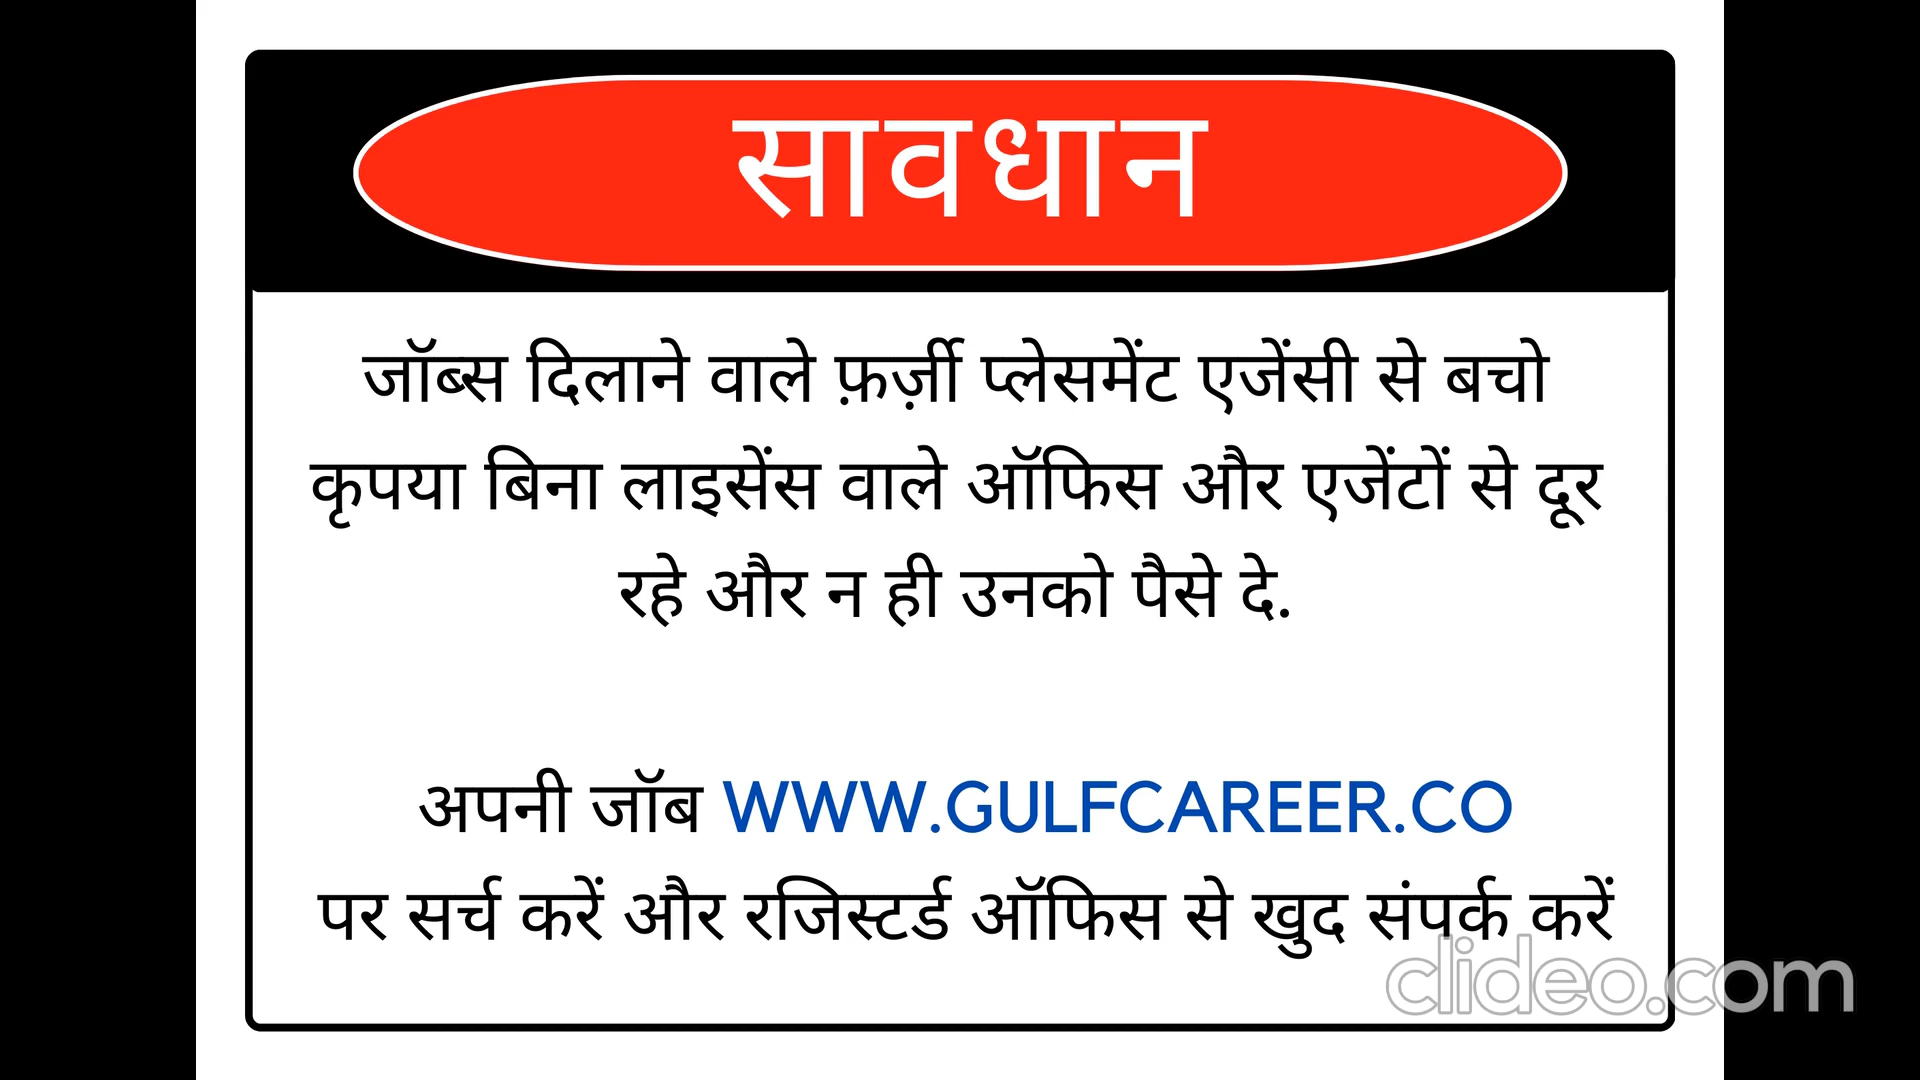 सावधान
जॉब्स दिलाने वाले फ़र्ज़ी प्लेसमेंट एजेंसी से बचो
कृपया बिना लाइसेंस वाले ऑफिस और एजेंटों से दूर
रहे और न ही उनको पैसे दे.
अपनी जॉब WWW.GULFCAREER.CO
पर सर्च करें और रजिस्टर्ड ऑफिस से खुद संपर्क करें
clideo.com